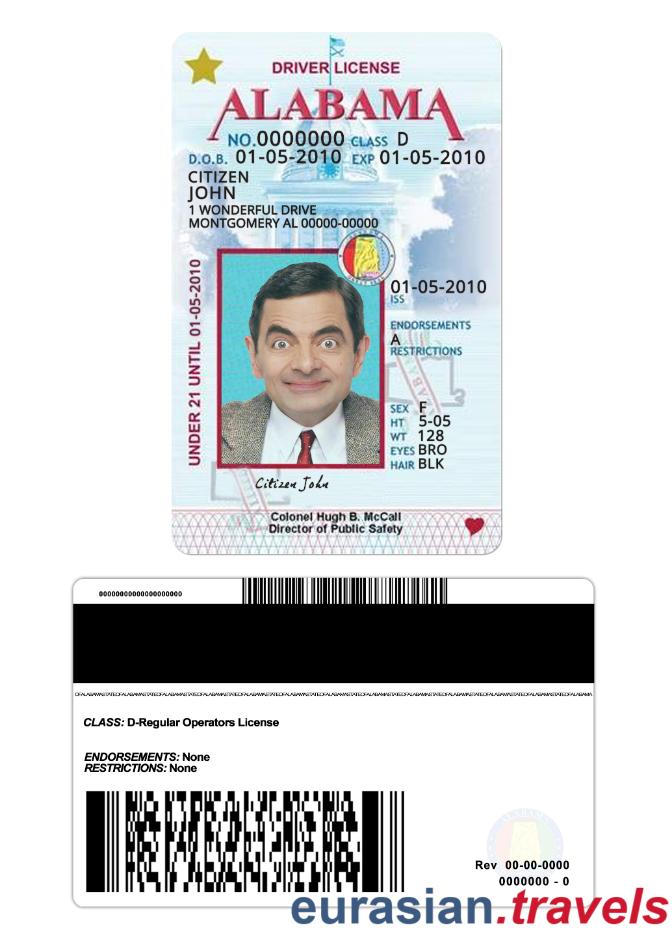 DRIVER LICENSE
ALABAMA
NO.0000000 CLASS D
D.O.B. 01-05-2010 EXP 01-05-2010
CITIZEN
JOHN
1 WONDERFUL DRIVE
MONTGOMERY AL 00000-00000
UNDER 21 UNTIL 01-05-2010
01-05-2010
ISS
ENDORSEMENTS
A
RESTRICTIONS
SEX F
HT 5-05
WT 128
EYES BRO
HAIR BLK
Citizen John
Colonel Hugh B. McCall
Director of Public Safety
00000000000000000000
OFALABAMASTATEOFALABAMASTATEOFALABAMASTATEOFALABAMASTATEOFALABAMASTATEOFALABAMASTATEOFALABAMASTATEOFALABAMASTATEOFALABAMASTATEOFALABAMASTATEOFALABAMASTATEOFALABAMA
CLASS: D-Regular Operators License
ENDORSEMENTS: None
RESTRICTIONS: None
ALABAMA
Rev 00-00-0000
0000000 - 0
eurasian.travels